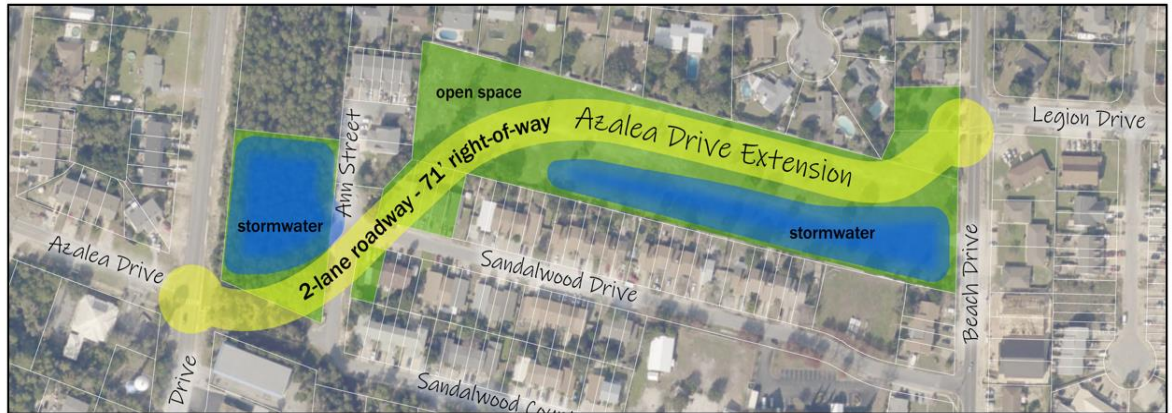 open space
Azalea Drive Extension
2-lane roadway - 71' right-of-way
Legion Drive
Ann Street
stormwater
stormwater
Azalea Drive
Sandalwood Drive
Beach Drive
Drive
Sandalwood